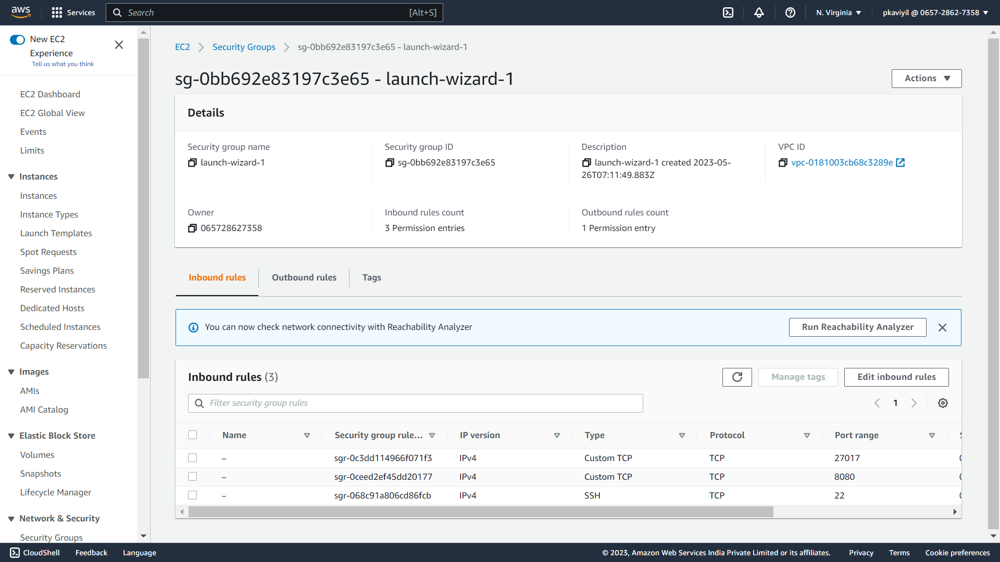 aws
Services
Search
[Alt+S]
N. Virginia
pkaviyil @ 0657-2862-7358
New EC2
Experience
Tell us what you think
EC2 Dashboard
EC2 Global View
Events
Limits
Instances
Instances
Instance Types
Launch Templates
Spot Requests
Savings Plans
Reserved Instances
Dedicated Hosts
Scheduled Instances
Capacity Reservations
Images
AMIs
AMI Catalog
Elastic Block Store
Volumes
Snapshots
Lifecycle Manager
Network & Security
Security Groups
EC2 > Security Groups > sg-0bb692e83197c3e65 - launch-wizard-1
sg-0bb692e83197c3e65 - launch-wizard-1
Actions
Details
Security group name
launch-wizard-1
Security group ID
sg-0bb692e83197c3e65
Description
launch-wizard-1 created 2023-05-
26T07:11:49.883Z
VPC ID
vpc-0181003cb68c3289e
Owner
065728627358
Inbound rules count
3 Permission entries
Outbound rules count
1 Permission entry
Inbound rules
Outbound rules
Tags
You can now check network connectivity with Reachability Analyzer
Run Reachability Analyzer
Inbound rules (3)
Manage tags
Edit inbound rules
Filter security group rules
1
Name Security group rule... IP version Type Protocol Port range
– sgr-0c3dd114966f071f3 IPv4 Custom TCP TCP 27017
– sgr-0ceed2ef45dd20177 IPv4 Custom TCP TCP 8080
– sgr-068c91a806cd86fcb IPv4 SSH TCP 22
CloudShell
Feedback
Language
© 2023, Amazon Web Services India Private Limited or its affiliates.
Privacy
Terms
Cookie preferences